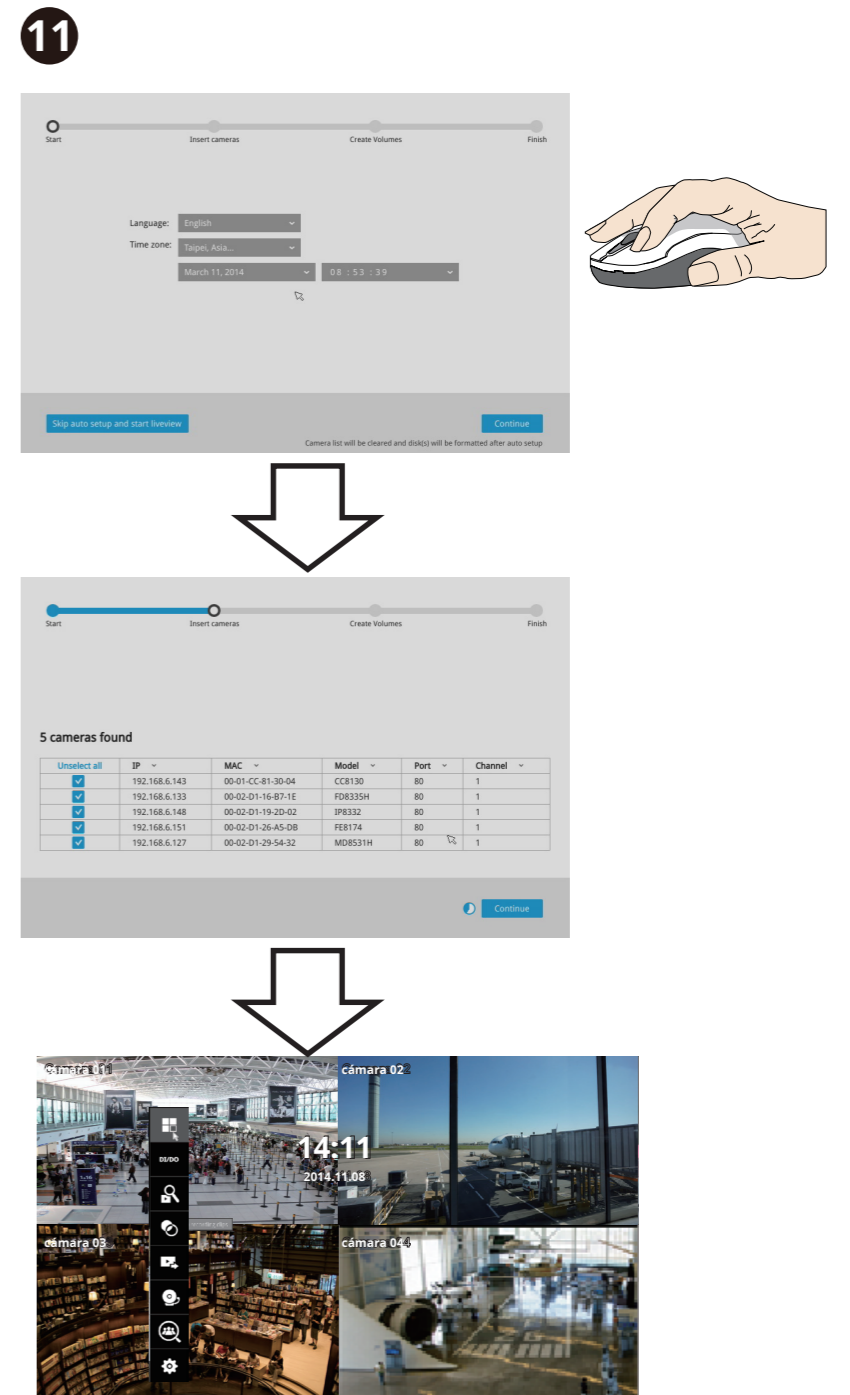 11
Start Insert cameras Create Volumes Finish
Language: English
Time zone: Taipei, Asia...
March 11, 2014 08 : 53 : 39
Skip auto setup and start liveview Continue
Camera list will be cleared and disk(s) will be formatted after auto setup
Start Insert cameras Create Volumes Finish
5 cameras found
Unselect all IP MAC Model Port Channel
192.168.6.143 00-01-CC-81-30-04 CC8130 80 1
192.168.6.133 00-02-D1-16-B7-1E FD8335H 80 1
192.168.6.148 00-02-D1-19-2D-02 IP8332 80 1
192.168.6.151 00-02-D1-26-A5-DB FE8174 80 1
192.168.6.127 00-02-D1-29-54-32 MD8531H 80 1
Continue
cámara 01 cámara 02
DI/DO
14:11
2014.11.08
cámara 03 cámara 04